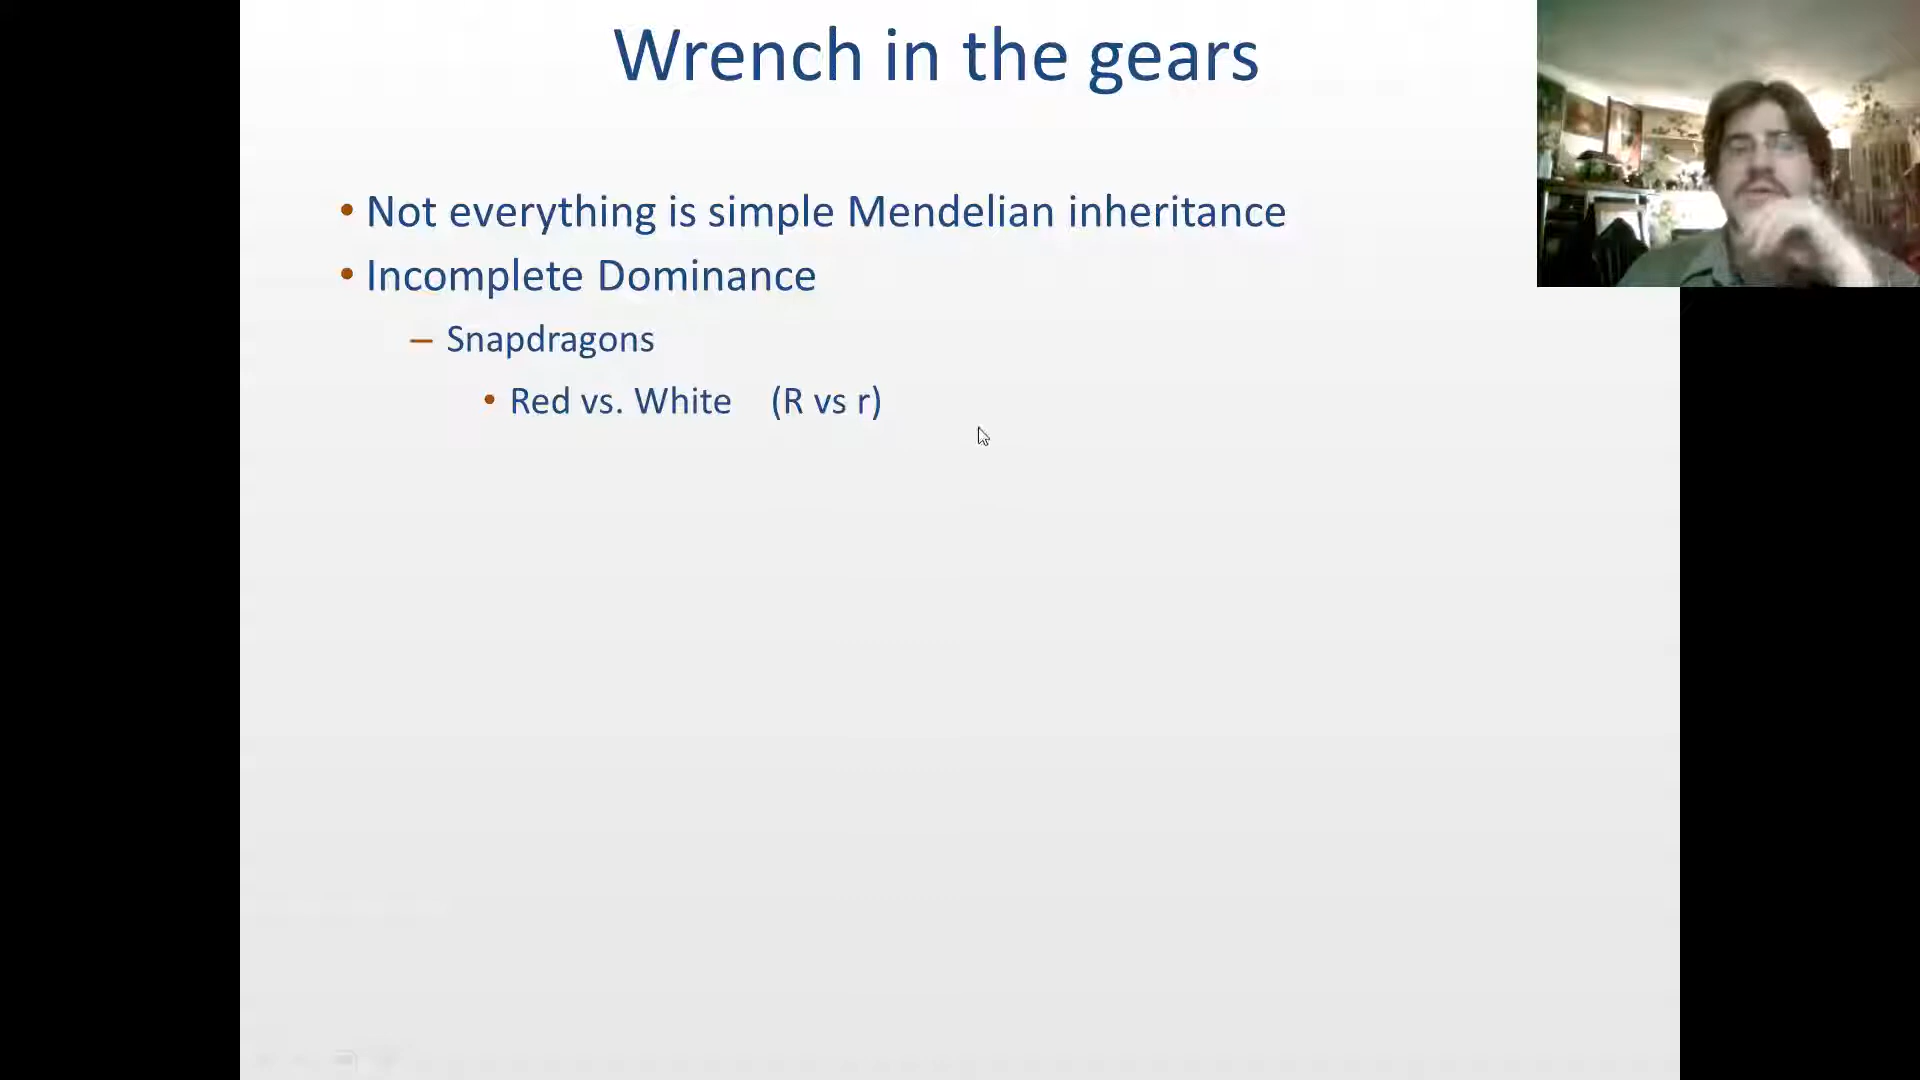 Wrench in the gears
• Not everything is simple Mendelian inheritance
• Incomplete Dominance
– Snapdragons
• Red vs. White (R vs r)